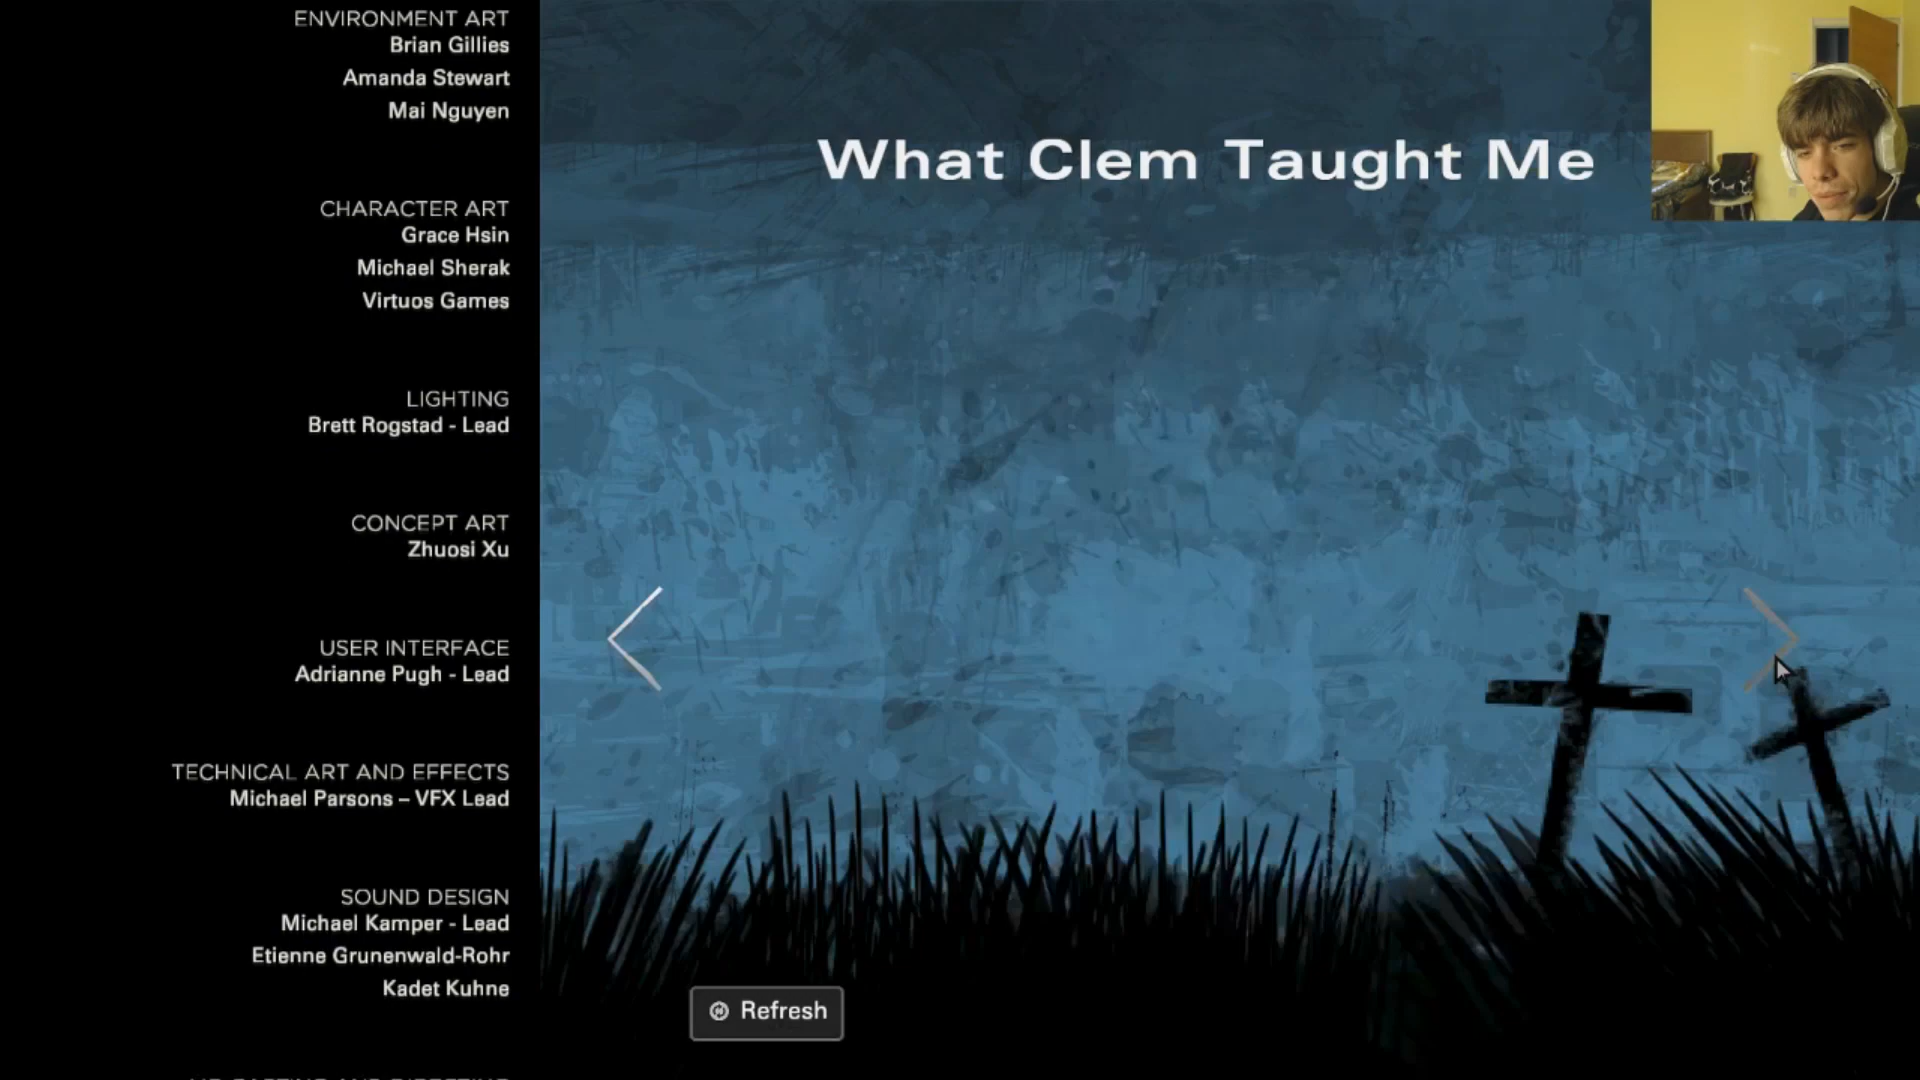 ENVIRONMENT ART
Brian Gillies
Amanda Stewart
Mai Nguyen
CHARACTER ART
Grace Hsin
Michael Sherak
Virtuos Games
LIGHTING
Brett Rogstad - Lead
CONCEPT ART
Zhuosi Xu
USER INTERFACE
Adrianne Pugh - Lead
TECHNICAL ART AND EFFECTS
Michael Parsons – VFX Lead
SOUND DESIGN
Michael Kamper - Lead
Etienne Grunenwald-Rohr
Kadet Kuhne
What Clem Taught Me
Refresh